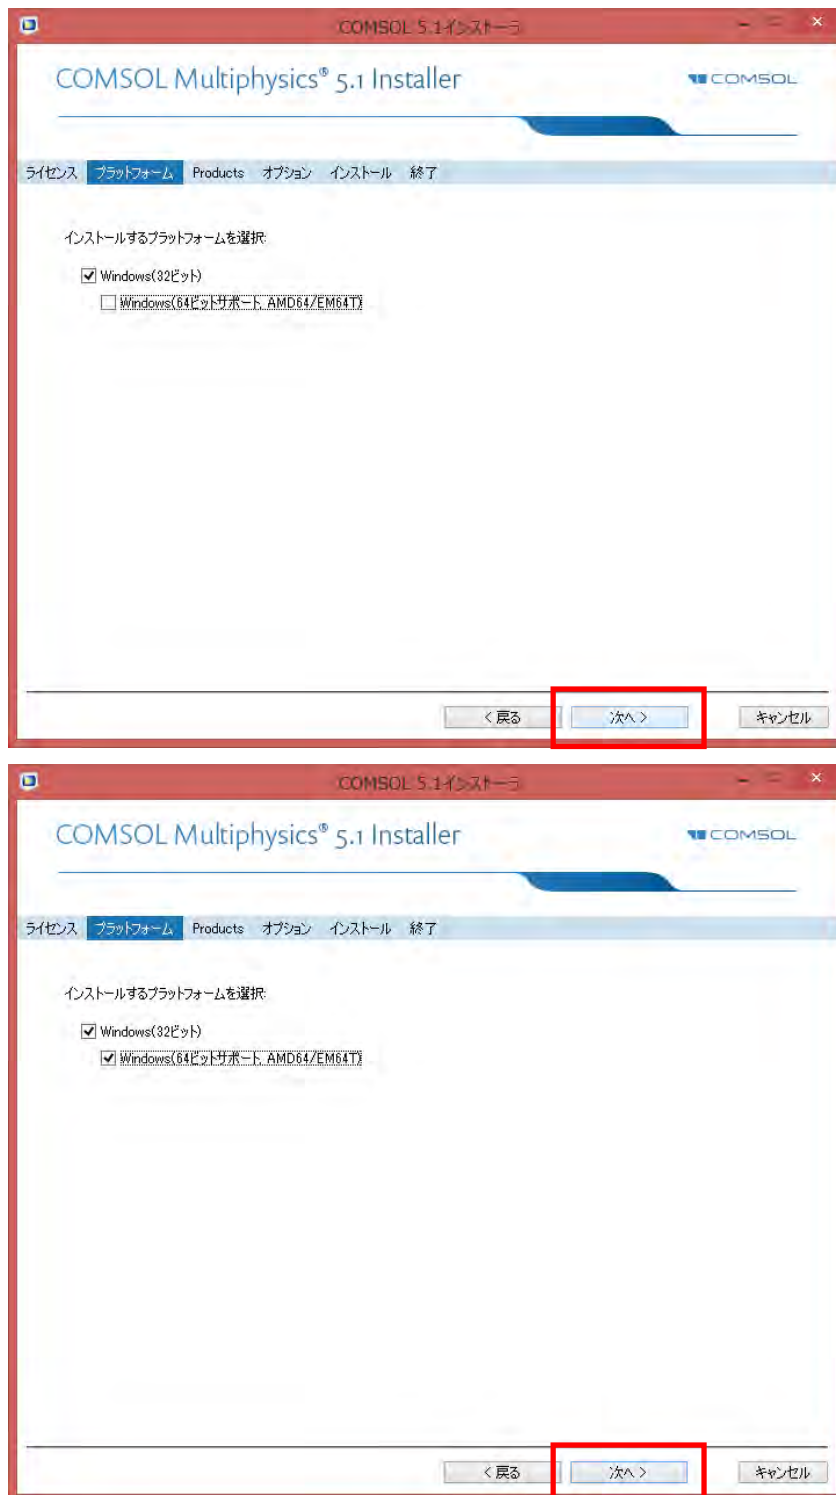 COMSOL 5.1インストーラ
COMSOL Multiphysics® 5.1 Installer
COMSOL
ライセンス プラットフォーム Products オプション インストール 終了
インストールするプラットフォームを選択:
Windows(32ビット)
Windows(64ビットサポート, AMD64/EM64T)
< 戻る 次へ > キャンセル
COMSOL 5.1インストーラ
COMSOL Multiphysics® 5.1 Installer
COMSOL
ライセンス プラットフォーム Products オプション インストール 終了
インストールするプラットフォームを選択:
Windows(32ビット)
Windows(64ビットサポート, AMD64/EM64T)
< 戻る 次へ > キャンセル